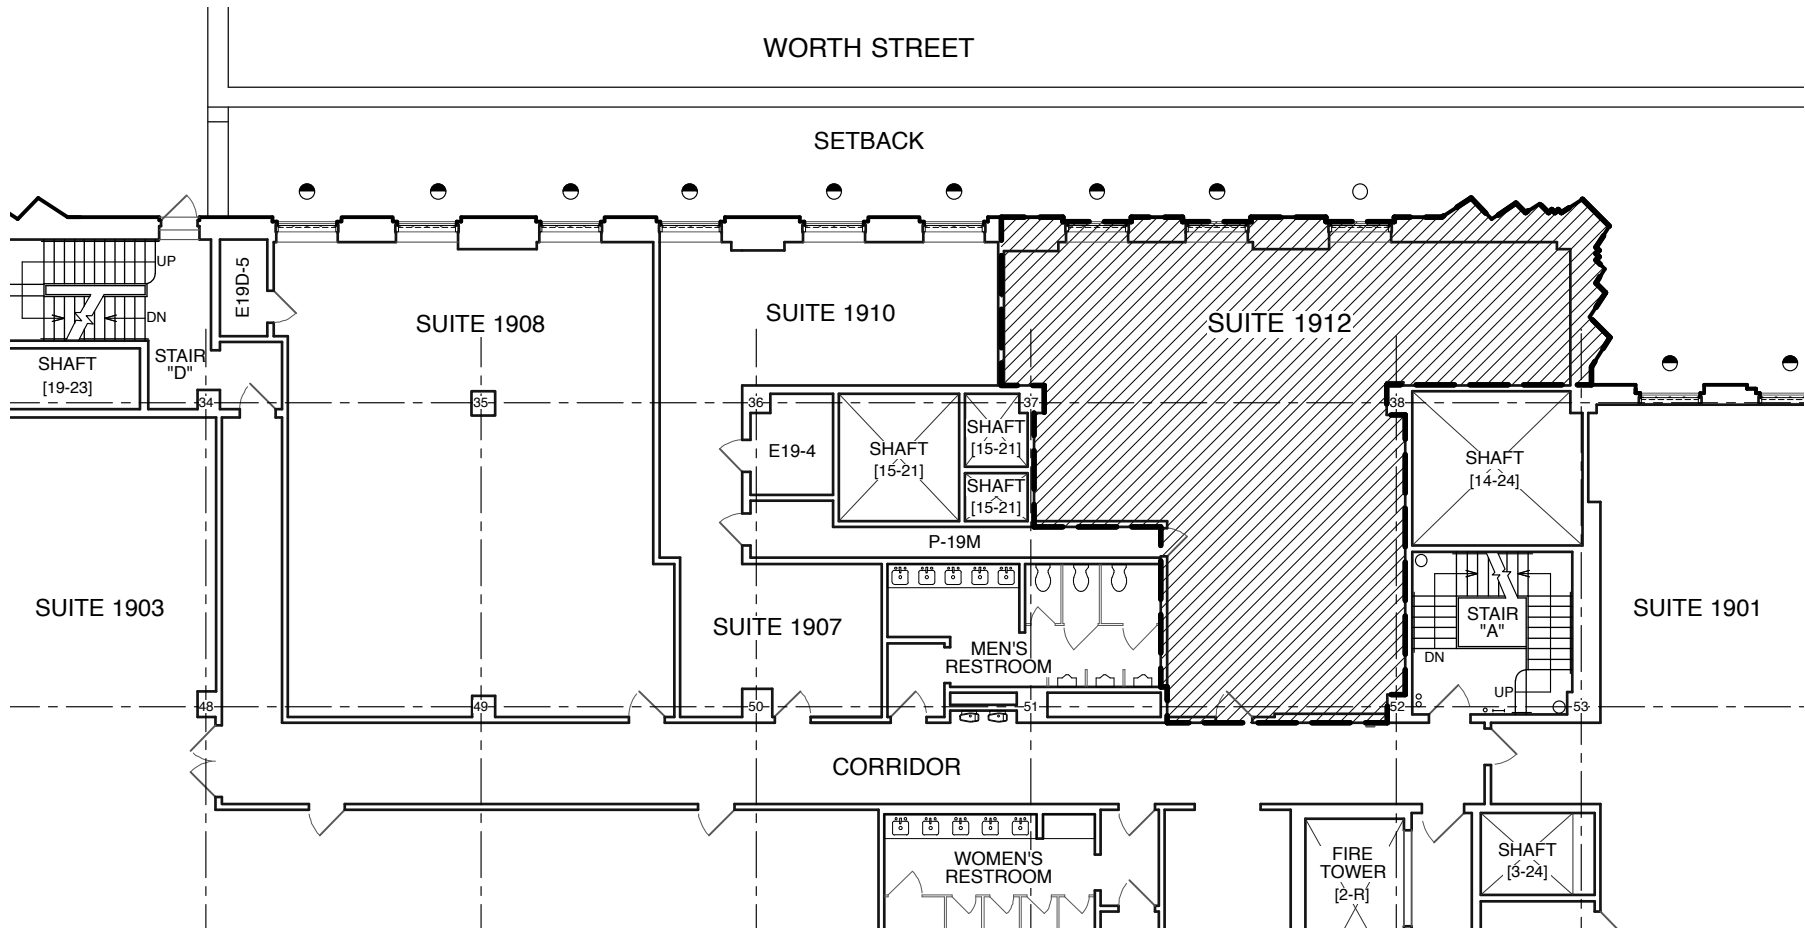 WORTH STREET
SETBACK
UP
E19D-5
DN
SUITE 1908
SUITE 1910
SUITE 1912
SHAFT
[19-23]
STAIR
"D"
34
35
36
37
38
E19-4
SHAFT
[15-21]
SHAFT
[15-21]
SHAFT
[15-21]
SHAFT
[14-24]
P-19M
SUITE 1903
SUITE 1907
MEN'S
RESTROOM
STAIR
"A"
DN
UP
SUITE 1901
48
49
50
51
52
53
CORRIDOR
WOMEN'S
RESTROOM
FIRE
TOWER
[2-R]
SHAFT
[3-24]